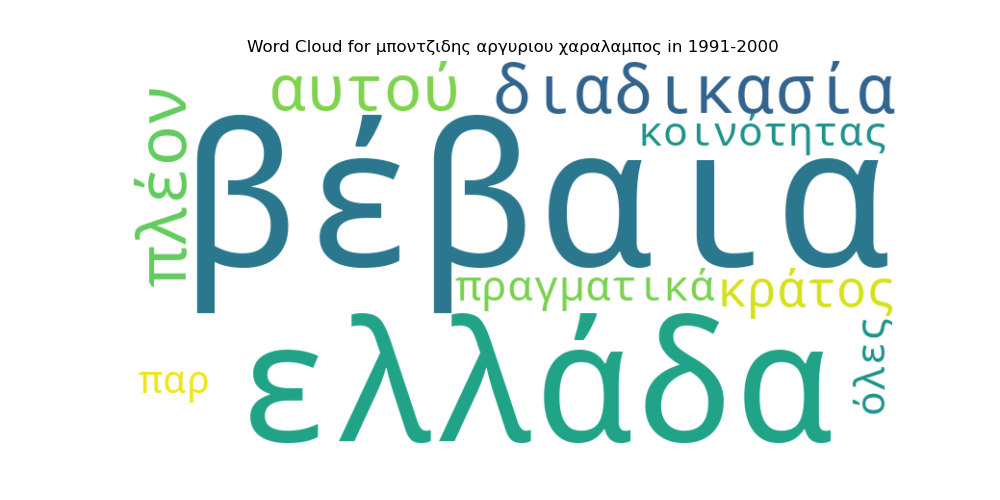 Word Cloud for μποντζιδης αργυριου χαραλαμπος in 1991-2000
αυτού
διαδικασία
πλέον
κοινότητας
βέβαια
πραγματικά
κράτος
ελλάδα
όλες
παρ